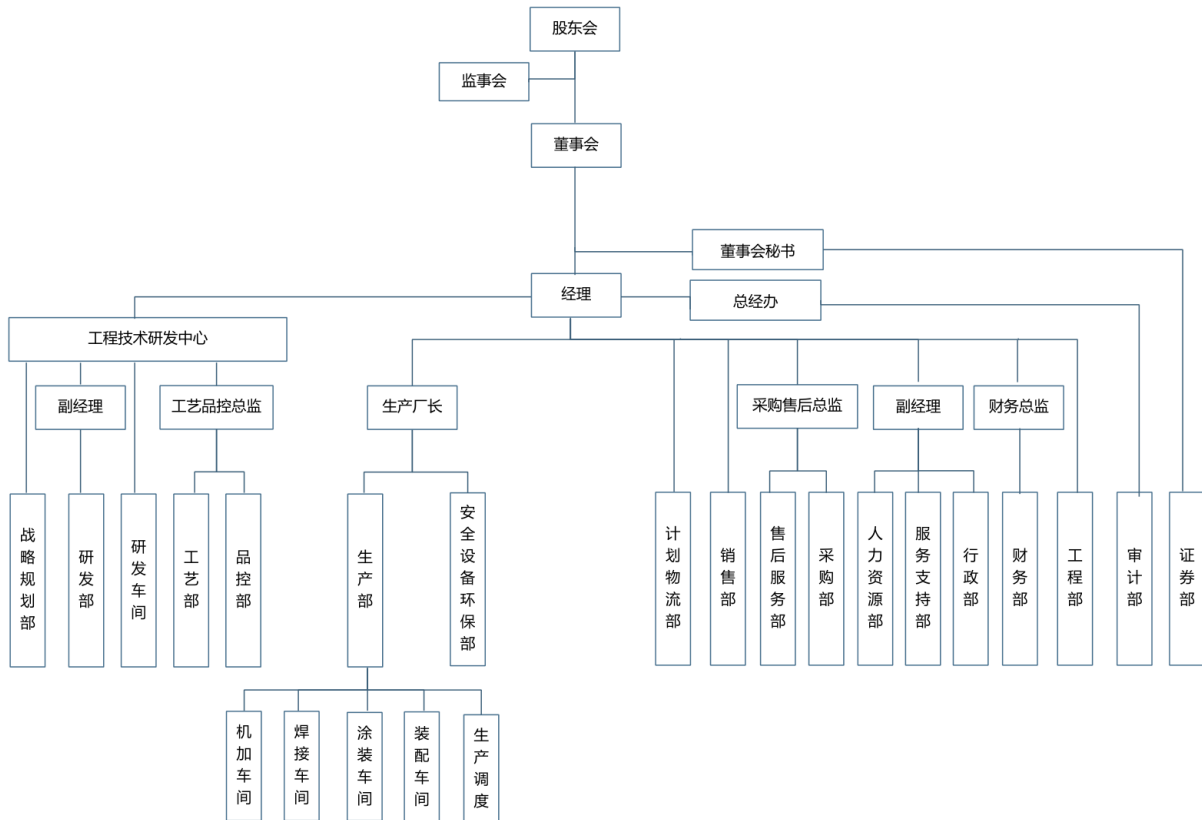 股东会
监事会
董事会
董事会秘书
经理
总经办
工程技术研发中心
副经理
工艺品控总监
生产厂长
采购售后总监
副经理
财务总监
战略规划部
研发部
研发车间
工艺部
品控部
生产部
安全设备环保部
计划物流部
销售部
售后服务部
采购部
人力资源部
服务支持部
行政部
财务部
工程部
审计部
证券部
机加车间
焊接车间
涂装车间
装配车间
生产调度